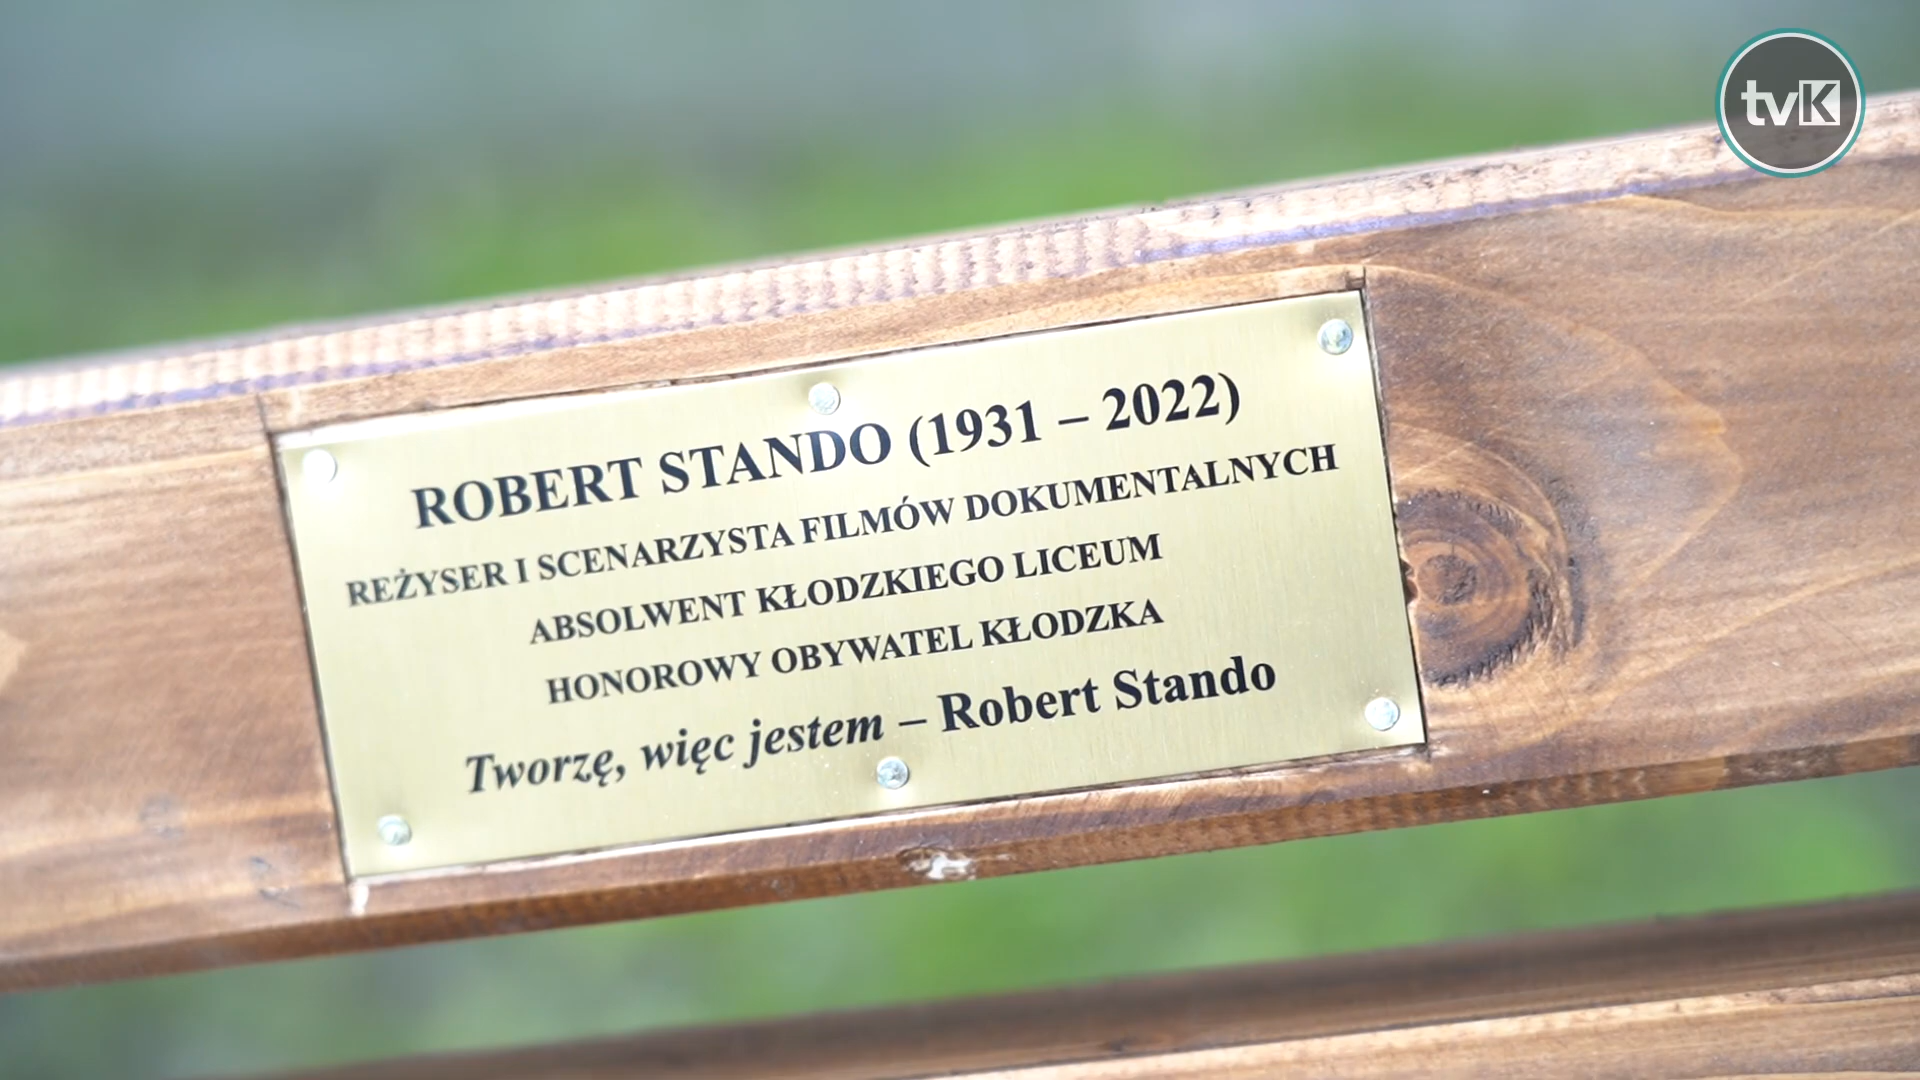 tvK
ROBERT STANDO (1931 – 2022)
REŻYSER I SCENARZYSTA FILMÓW DOKUMENTALNYCH
ABSOLWENT KŁODZKIEGO LICEUM
HONOROWY OBYWATEL KŁODZKA
Tworzę, więc jestem – Robert Stando